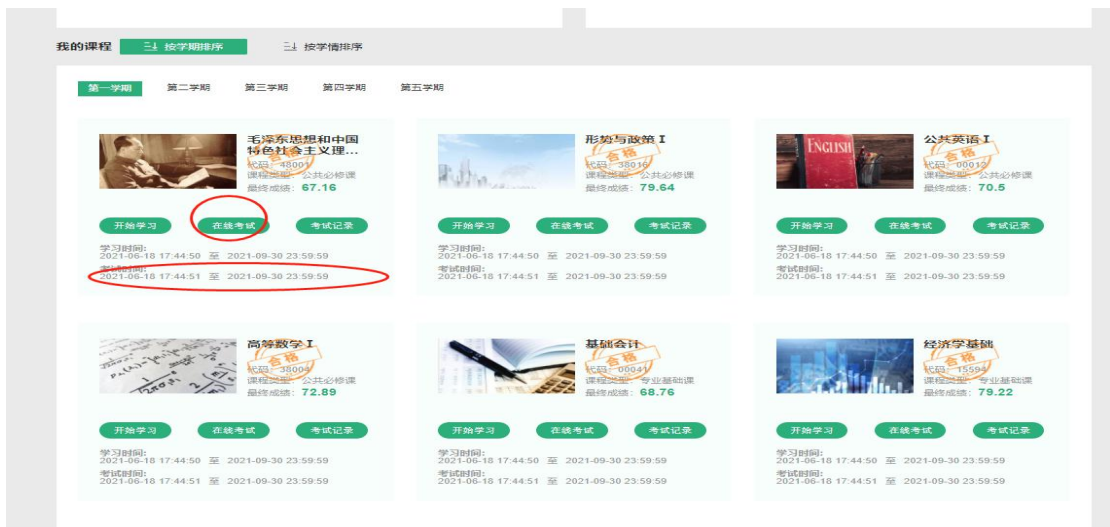 我的课程 按学期排序 按学情排序
第一学期 第二学期 第三学期 第四学期 第五学期
毛泽东思想和中国
特色社会主义理...
合格
代码: 48001
课程类型: 公共必修课
最终成绩: 67.16
开始学习 在线考试 考试记录
学习时间:
2021-06-18 17:44:50 至 2021-09-30 23:59:59
考试时间:
2021-06-18 17:44:51 至 2021-09-30 23:59:59
形势与政策 I
合格
代码: 38016
课程类型: 公共必修课
最终成绩: 79.64
开始学习 在线考试 考试记录
学习时间:
2021-06-18 17:44:50 至 2021-09-30 23:59:59
考试时间:
2021-06-18 17:44:51 至 2021-09-30 23:59:59
ENGLISH
公共英语 I
合格
代码: 00012
课程类型: 公共必修课
最终成绩: 70.5
开始学习 在线考试 考试记录
学习时间:
2021-06-18 17:44:50 至 2021-09-30 23:59:59
考试时间:
2021-06-18 17:44:51 至 2021-09-30 23:59:59
高等数学 I
合格
代码: 38004
课程类型: 公共必修课
最终成绩: 72.89
开始学习 在线考试 考试记录
学习时间:
2021-06-18 17:44:50 至 2021-09-30 23:59:59
考试时间:
2021-06-18 17:44:51 至 2021-09-30 23:59:59
基础会计
合格
代码: 00041
课程类型: 专业基础课
最终成绩: 68.76
开始学习 在线考试 考试记录
学习时间:
2021-06-18 17:44:50 至 2021-09-30 23:59:59
考试时间:
2021-06-18 17:44:51 至 2021-09-30 23:59:59
经济学基础
合格
代码: 15594
课程类型: 专业基础课
最终成绩: 79.22
开始学习 在线考试 考试记录
学习时间:
2021-06-18 17:44:50 至 2021-09-30 23:59:59
考试时间:
2021-06-18 17:44:51 至 2021-09-30 23:59:59